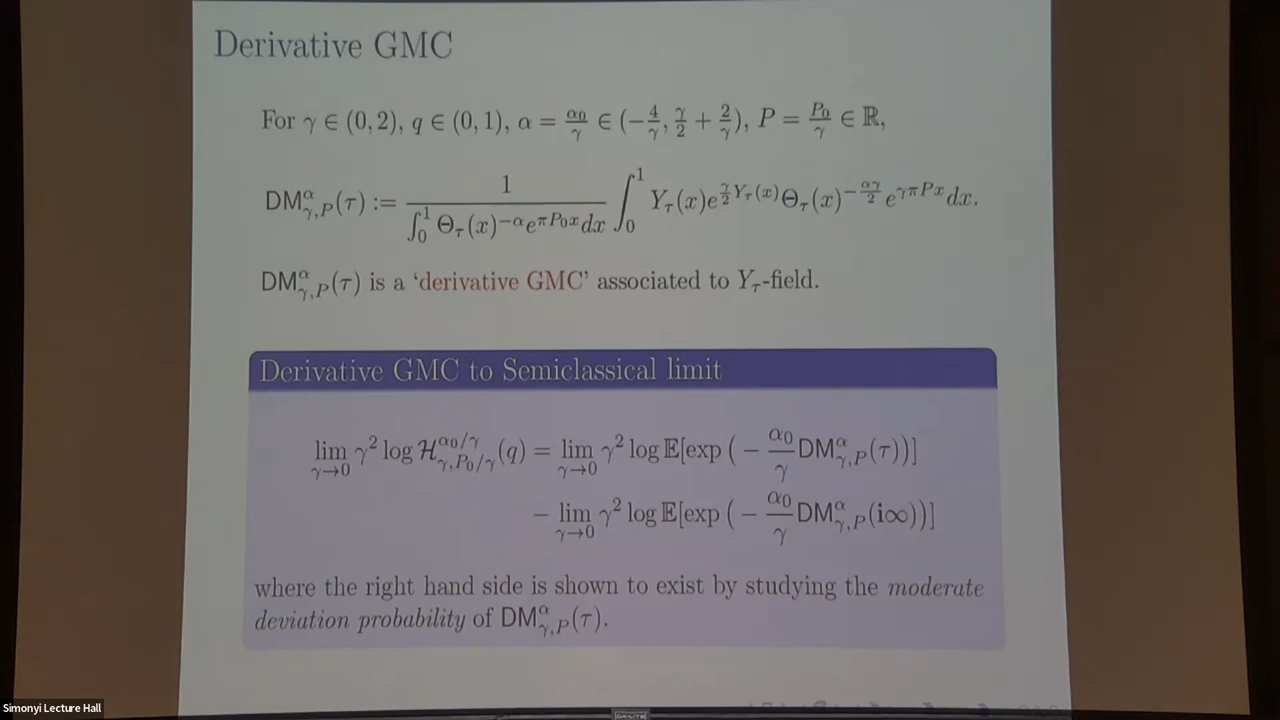 Derivative GMC
For γ ∈ (0, 2), q ∈ (0, 1), α = α₀/γ ∈ (−4/γ, γ/2 + 2/γ), P = P₀/γ ∈ ℝ,
DM^α_{γ,P}(τ) := 1 / ∫₀¹ Θ_τ(x)^{−α} e^{πP₀x} dx ∫₀¹ Y_τ(x) e^{γ/2 Y_τ(x)} Θ_τ(x)^{−αγ/2} e^{γπPx} dx.
DM^α_{γ,P}(τ) is a ‘derivative GMC’ associated to Y_τ-field.
Derivative GMC to Semiclassical limit
lim_{γ→0} γ² log ℋ^{α₀/γ}_{γ,P₀/γ}(q) = lim_{γ→0} γ² log 𝔼[exp ( − α₀/γ DM^α_{γ,P}(τ))]
− lim_{γ→0} γ² log 𝔼[exp ( − α₀/γ DM^α_{γ,P}(i∞))]
where the right hand side is shown to exist by studying the moderate
deviation probability of DM^α_{γ,P}(τ).
Simonyi Lecture Hall